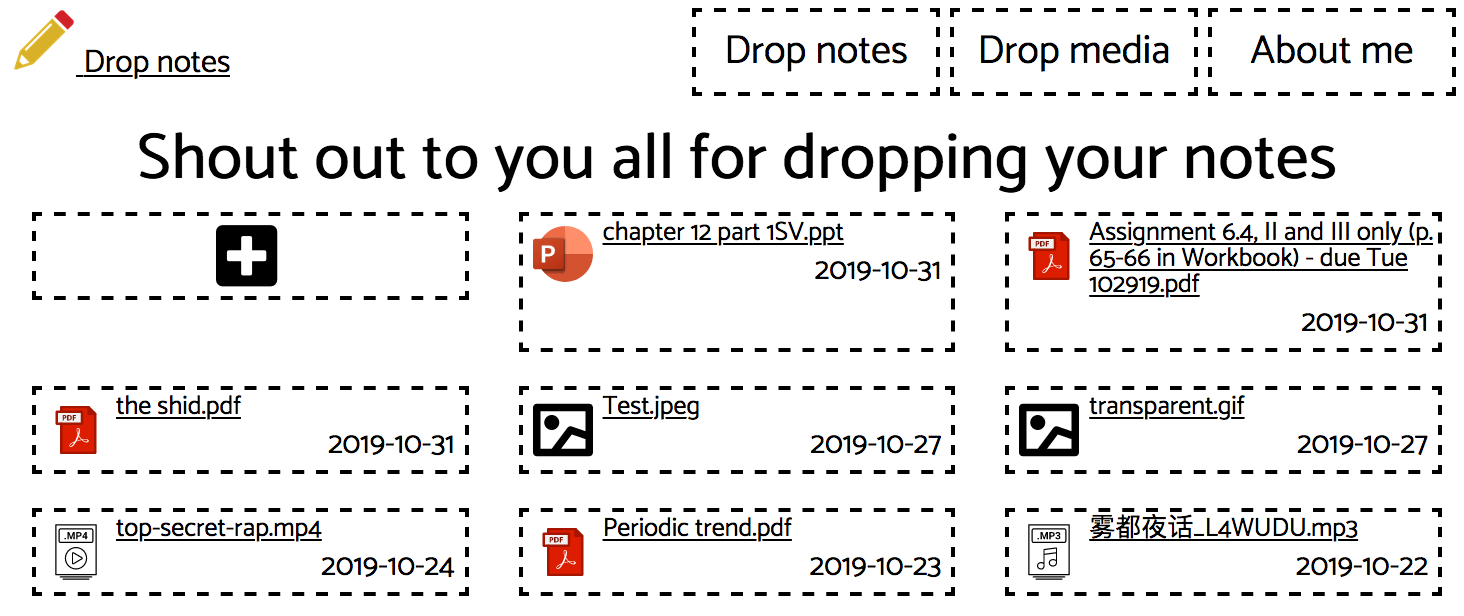 Drop notes
Drop notes
Drop media
About me
Shout out to you all for dropping your notes
P
chapter 12 part 1SV.ppt
2019-10-31
PDF
Assignment 6.4, II and III only (p.
65-66 in Workbook) - due Tue
102919.pdf
2019-10-31
PDF
the shid.pdf
2019-10-31
Test.jpeg
2019-10-27
transparent.gif
2019-10-27
.MP4
top-secret-rap.mp4
2019-10-24
PDF
Periodic trend.pdf
2019-10-23
.MP3
雾都夜话_L4WUDU.mp3
2019-10-22